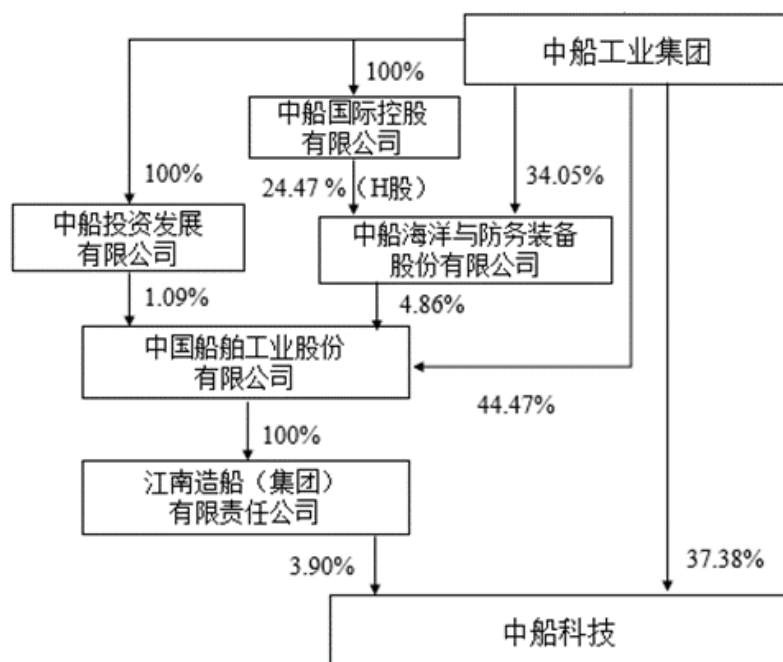 中船工业集团
100%
中船国际控股
有限公司
100%
24.47 %（H股）
34.05%
中船投资发展
有限公司
中船海洋与防务装备
股份有限公司
1.09%
4.86%
中国船舶工业股份
有限公司
44.47%
100%
江南造船（集团）
有限责任公司
3.90%
37.38%
中船科技